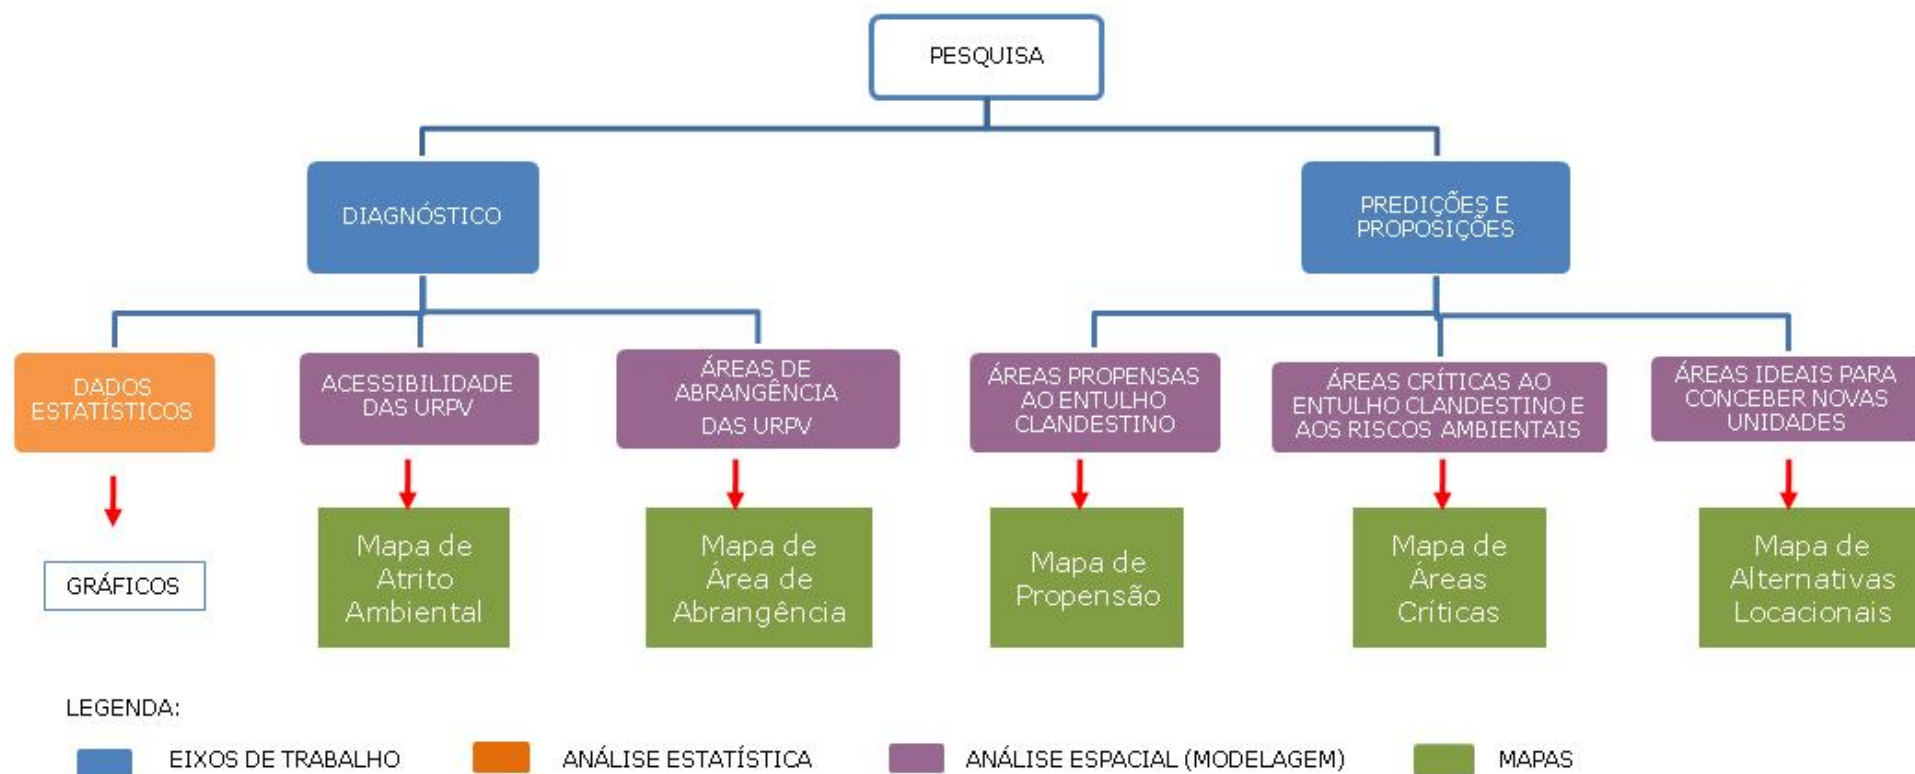 PESQUISA
DIAGNÓSTICO
PREDIÇÕES E
PROPOSIÇÕES
DADOS
ESTATÍSTICOS
ACESSIBILIDADE
DAS URPV
ÁREAS DE
ABRANGÊNCIA
DAS URPV
ÁREAS PROPENSAS
AO ENTULHO
CLANDESTINO
ÁREAS CRÍTICAS AO
ENTULHO CLANDESTINO E
AOS RISCOS AMBIENTAIS
ÁREAS IDEAIS PARA
CONCEBER NOVAS
UNIDADES
GRÁFICOS
Mapa de
Atrito
Ambiental
Mapa de
Área de
Abrangência
Mapa de
Propensão
Mapa de
Áreas
Críticas
Mapa de
Alternativas
Locacionais
LEGENDA:
EIXOS DE TRABALHO
ANÁLISE ESTATÍSTICA
ANÁLISE ESPACIAL (MODELAGEM)
MAPAS